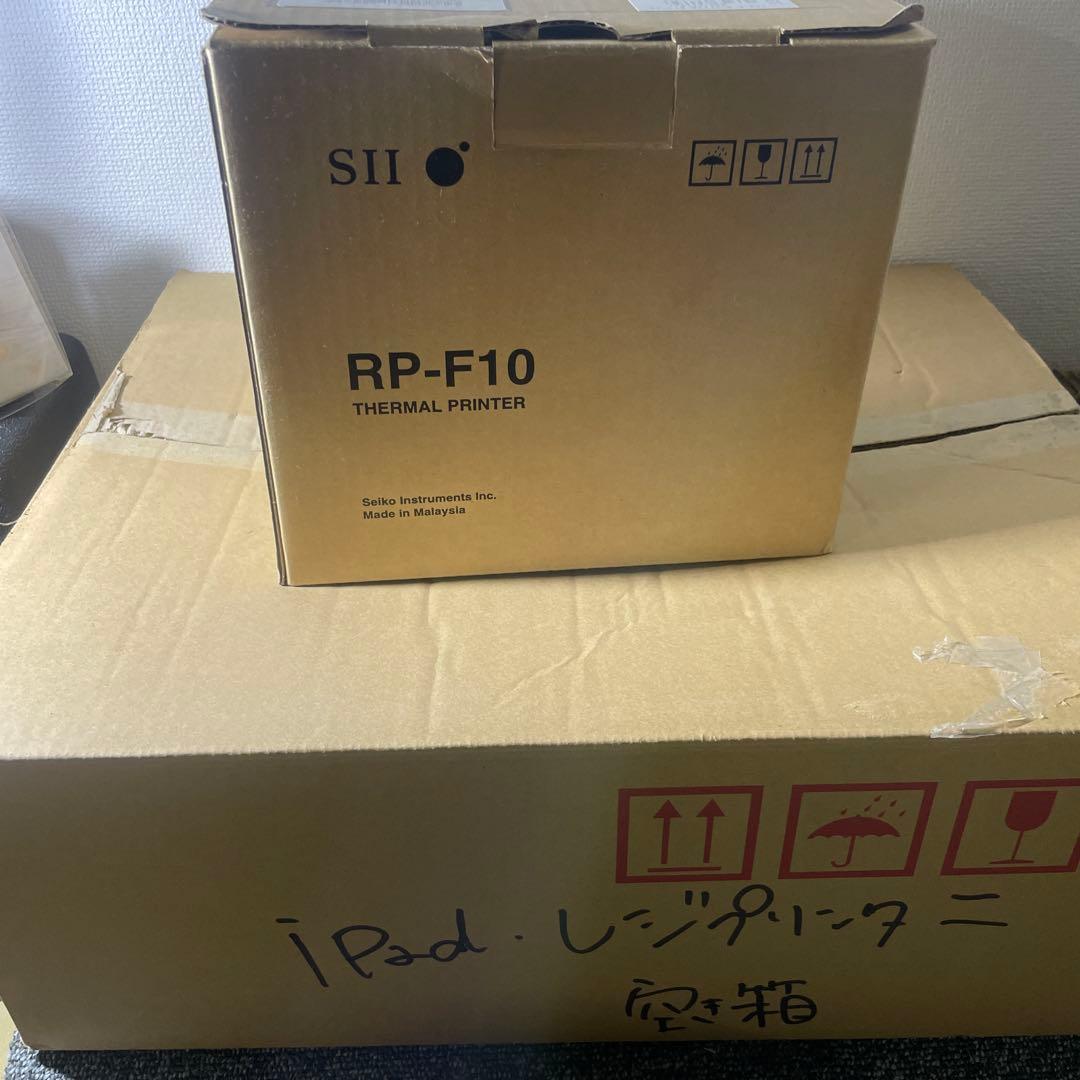 SII
RP-F10
THERMAL PRINTER
Seiko Instruments Inc.
Made in Malaysia
iPad・レジプリンター
空き箱